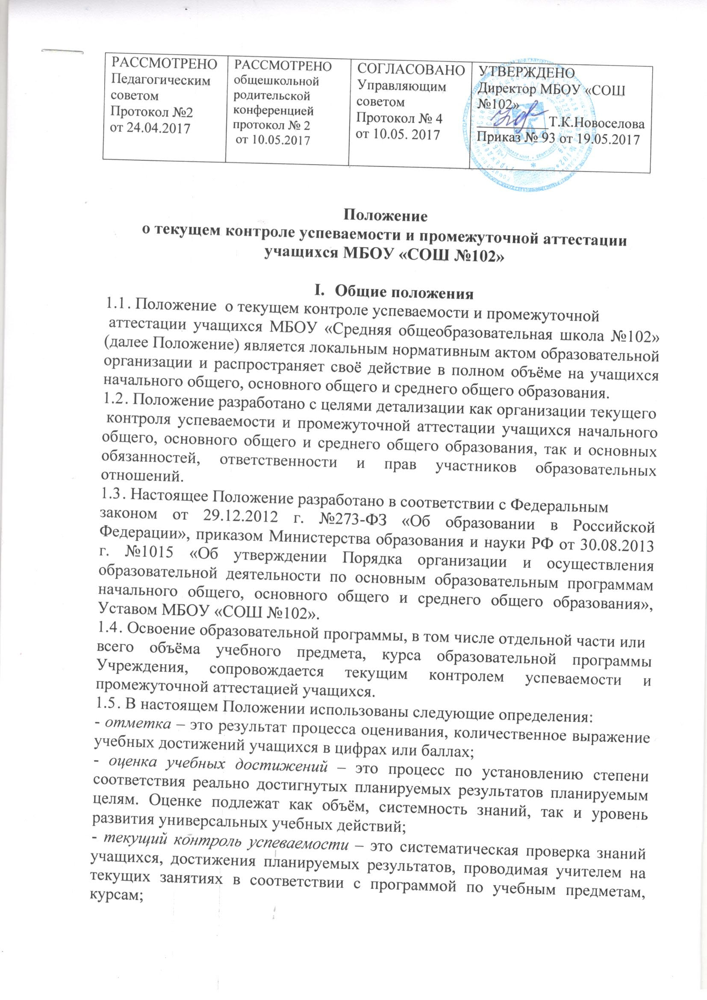 РАССМОТРЕНО
Педагогическим
советом
Протокол №2
от 24.04.2017
РАССМОТРЕНО
общешкольной
родительской
конференцией
протокол № 2
от 10.05.2017
СОГЛАСОВАНО
Управляющим
советом
Протокол № 4
от 10.05. 2017
УТВЕРЖДЕНО
Директор МБОУ «СОШ
№102»
__________Т.К.Новоселова
Приказ № 93 от 19.05.2017
Положение
о текущем контроле успеваемости и промежуточной аттестации
учащихся МБОУ «СОШ №102»
I. Общие положения
1.1. Положение о текущем контроле успеваемости и промежуточной
аттестации учащихся МБОУ «Средняя общеобразовательная школа №102»
(далее Положение) является локальным нормативным актом образовательной
организации и распространяет своё действие в полном объёме на учащихся
начального общего, основного общего и среднего общего образования.
1.2. Положение разработано с целями детализации как организации текущего
контроля успеваемости и промежуточной аттестации учащихся начального
общего, основного общего и среднего общего образования, так и основных
обязанностей, ответственности и прав участников образовательных
отношений.
1.3. Настоящее Положение разработано в соответствии с Федеральным
законом от 29.12.2012 г. №273-ФЗ «Об образовании в Российской
Федерации», приказом Министерства образования и науки РФ от 30.08.2013
г. №1015 «Об утверждении Порядка организации и осуществления
образовательной деятельности по основным образовательным программам
начального общего, основного общего и среднего общего образования»,
Уставом МБОУ «СОШ №102».
1.4. Освоение образовательной программы, в том числе отдельной части или
всего объёма учебного предмета, курса образовательной программы
Учреждения, сопровождается текущим контролем успеваемости и
промежуточной аттестацией учащихся.
1.5. В настоящем Положении использованы следующие определения:
- отметка – это результат процесса оценивания, количественное выражение
учебных достижений учащихся в цифрах или баллах;
- оценка учебных достижений – это процесс по установлению степени
соответствия реально достигнутых планируемых результатов планируемым
целям. Оценке подлежат как объём, системность знаний, так и уровень
развития универсальных учебных действий;
- текущий контроль успеваемости – это систематическая проверка знаний
учащихся, достижения планируемых результатов, проводимая учителем на
текущих занятиях в соответствии с программой по учебным предметам,
курсам;